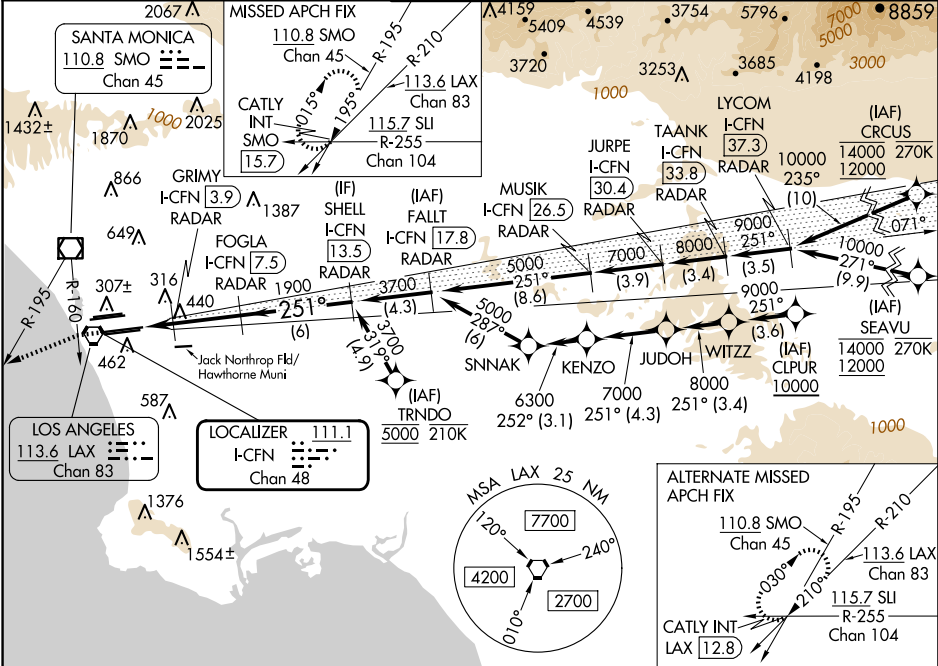 2067
SANTA MONICA
110.8 SMO
Chan 45
MISSED APCH FIX
110.8 SMO
Chan 45
R-195
R-210
113.6 LAX
Chan 83
CATLY
INT
SMO
15.7
015°
195°
115.7 SLI
R-255
Chan 104
4159
5409
4539
3754
5796
7000
5000
8859
3720
3253
3685
4198
3000
1000
1432±
1870
1000
2025
866
649
1387
GRIMY
I-CFN 3.9
RADAR
FOGLA
I-CFN 7.5
RADAR
(IF)
SHELL
I-CFN
13.5
RADAR
(IAF)
FALLT
I-CFN 17.8
RADAR
MUSIK
I-CFN 26.5
RADAR
JURPE
I-CFN
30.4
RADAR
TAANK
I-CFN
33.8
RADAR
LYCOM
I-CFN
37.3
RADAR
10000
235°
(10)
(IAF)
CRCUS
14000 270K
12000
071°
10000
271°
(9.9)
(IAF)
SEAVU
14000 270K
12000
9000
251°
(3.5)
8000
(3.4)
7000
(3.9)
5000
251°
(8.6)
3700
(4.3)
1900
251°
(6)
307±
316
440
462
R-195
R-160
Jack Northrop Fld/
Hawthorne Muni
3700
319°
(4.9)
(IAF)
TRNDO
5000 210K
5000
287°
(6)
SNNAK
KENZO
JUDOH
WITZZ
9000
251°
(3.6)
(IAF)
CLPUR
10000
6300
252° (3.1)
7000
251° (4.3)
8000
251° (3.4)
587
LOS ANGELES
113.6 LAX
Chan 83
LOCALIZER 111.1
I-CFN
Chan 48
1376
1554±
MSA LAX 25 NM
120°
7700
240°
4200
2700
010°
1000
ALTERNATE MISSED
APCH FIX
110.8 SMO
Chan 45
R-195
R-210
113.6 LAX
Chan 83
030°
210°
115.7 SLI
R-255
Chan 104
CATLY INT
LAX 12.8